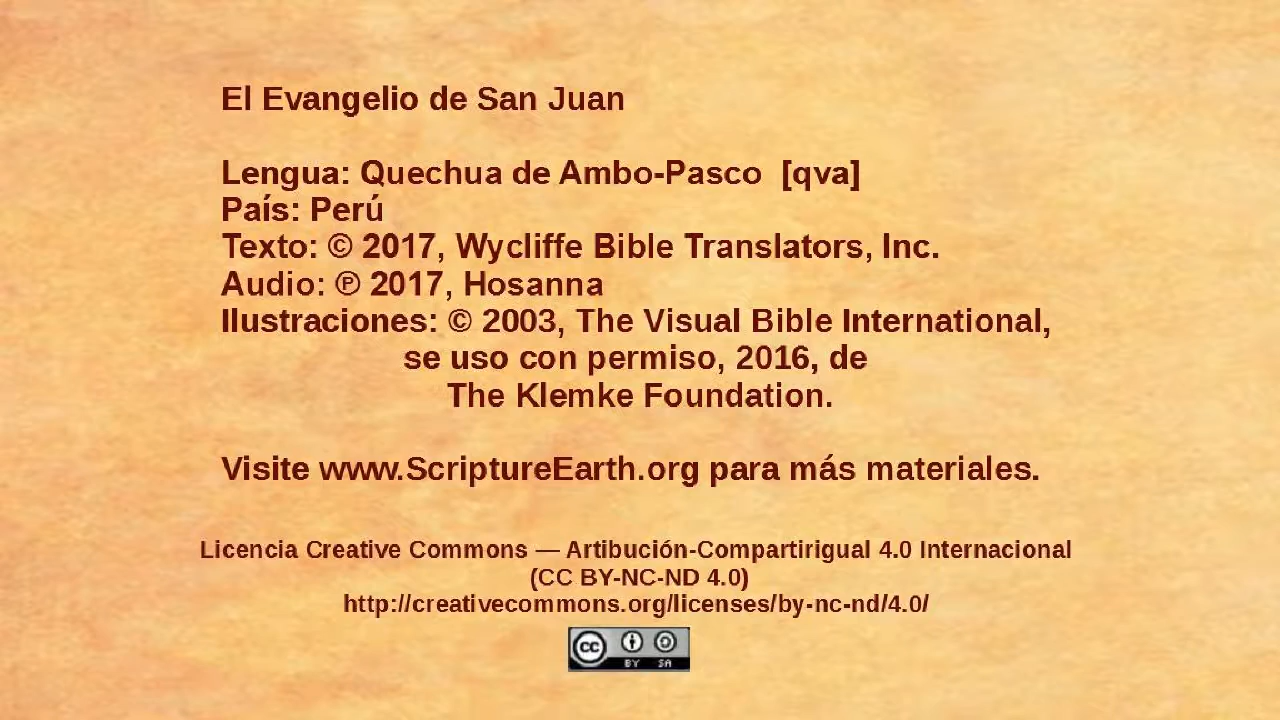 El Evangelio de San Juan
Lengua: Quechua de Ambo-Pasco [qva]
País: Perú
Texto: © 2017, Wycliffe Bible Translators, Inc.
Audio: ℗ 2017, Hosanna
Ilustraciones: © 2003, The Visual Bible International,
se uso con permiso, 2016, de
The Klemke Foundation.
Visite www.ScriptureEarth.org para más materiales.
Licencia Creative Commons — Artibución-Compartirigual 4.0 Internacional
(CC BY-NC-ND 4.0)
http://creativecommons.org/licenses/by-nc-nd/4.0/
cc BY SA